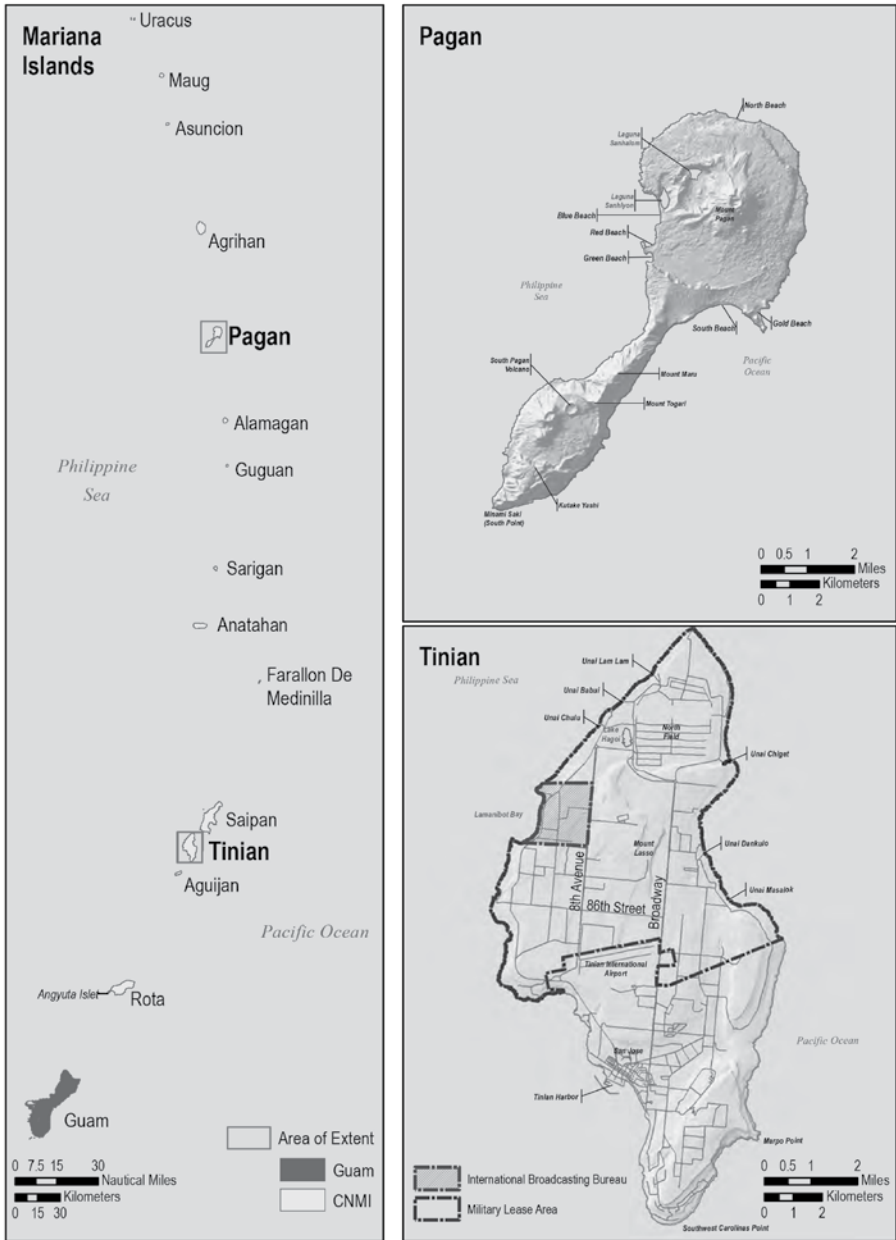 Mariana
Islands
Uracus
Maug
Asuncion
Agrihan
Pagan
Alamagan
Philippine
Sea
Guguan
Sarigan
Anatahan
Farallon De
Medinilla
Saipan
Tinian
Aguijan
Pacific Ocean
Angyuta Islet
Rota
Guam
Area of Extent
Guam
CNMI
0 7.5 15 30
Nautical Miles
Kilometers
0 15 30
Pagan
North Beach
Laguna
Sanhalom
Laguna
Sanhiyon
Mount
Pagan
Blue Beach
Red Beach
Green Beach
Philippine
Sea
South Beach
Gold Beach
Pacific
Ocean
South Pagan
Volcano
Mount Maru
Mount Togari
Kutake Yashi
Minami Saki
(South Point)
0 0.5 1 2
Miles
Kilometers
0 1 2
Tinian
Philippine Sea
Unai Lam Lam
Unai Babui
Unai Chulu
Lake
Hagoi
North
Field
Unai Chiget
Lamanibot Bay
Mount
Lasso
Unai Dankulo
8th Avenue
Broadway
Unai Masalok
86th Street
Tinian International
Airport
Pacific Ocean
San Jose
Tinian Harbor
Marpo Point
International Broadcasting Bureau
Military Lease Area
0 0.5 1 2
Miles
Kilometers
0 1 2
Southwest Carolinas Point